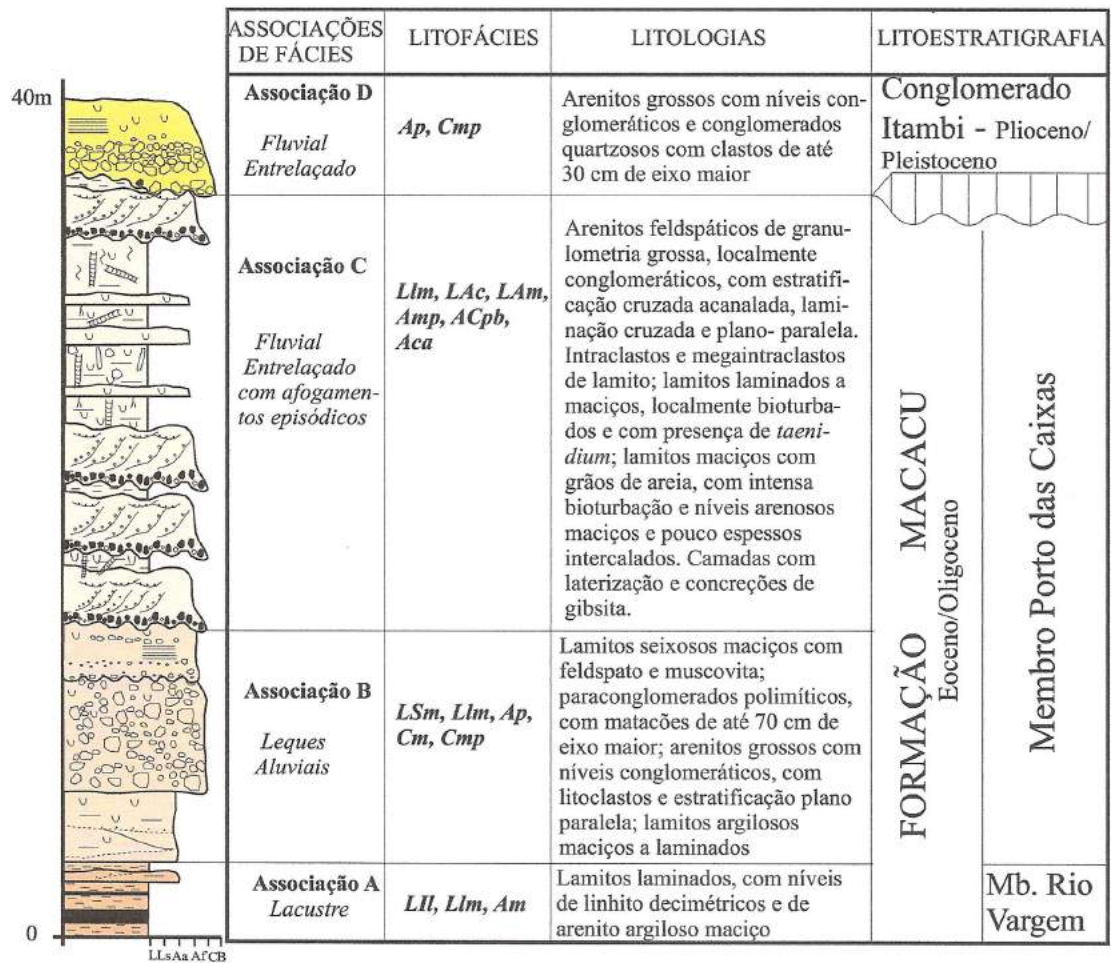 ASSOCIAÇÕES
DE FÁCIES
LITOFÁCIES
LITOLOGIAS
LITOESTRATIGRAFIA
40m
Associação D
Fluvial
Entrelaçado
Ap, Cmp
Arenitos grossos com níveis con-
glomeráticos e conglomerados
quartzosos com clastos de até
30 cm de eixo maior
Conglomerado
Itambi - Plioceno/
Pleistoceno
Associação C
Fluvial
Entrelaçado
com afogamen-
tos episódicos
Llm, LAc, LAm,
Amp, ACpb,
Aca
Arenitos feldspáticos de granu-
lometria grossa, localmente
conglomeráticos, com estratifi-
cação cruzada acanalada, lami-
nação cruzada e plano- paralela.
Intraclastos e megaintraclastos
de lamito; lamitos laminados a
maciços, localmente bioturba-
dos e com presença de taeni-
dium; lamitos maciços com
grãos de areia, com intensa
bioturbação e níveis arenosos
maciços e pouco espessos
intercalados. Camadas com
laterização e concreções de
gibsita.
Associação B
Leques
Aluviais
LSm, Llm, Ap,
Cm, Cmp
Lamitos seixosos maciços com
feldspato e muscovita;
paraconglomerados polimíticos,
com matacões de até 70 cm de
eixo maior; arenitos grossos com
níveis conglomeráticos, com
litoclastos e estratificação plano
paralela; lamitos argilosos
maciços a laminados
Associação A
Lacustre
Lll, Llm, Am
Lamitos laminados, com níveis
de linhito decimétricos e de
arenito argiloso maciço
FORMAÇÃO MACACU
Eoceno/Oligoceno
Membro Porto das Caixas
Mb. Rio
Vargem
0
LLsAaAfCB